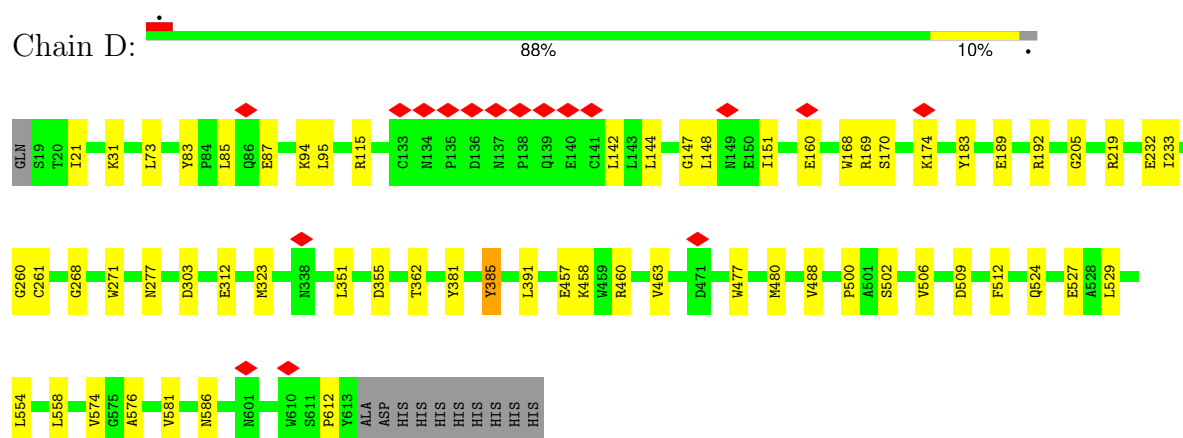 Chain D:
88%
10%
GLN S19 T20 I21 K31 L73 Y83 P84 L85 Q86 E87 K94 L95 R115 C133 N134 P135 D136 N137 P138 Q139 E140 C141 L142 L143 L144 G147 L148 N149 E150 I151 E160 W168 R169 S170 K174 Y183 E189 R192 G205 R219 E232 I233
G260 C261 G268 W271 N277 D303 E312 M323 N338 L351 D355 T362 Y381 Y385 L391 E457 K458 W459 R460 V463 D471 W477 M480 V488 P500 A501 S502 V506 D509 F512 Q524 E527 A528 L529
L554 L558 V574 G575 A576 V581 N586 N601 W610 S611 P612 Y613 ALA ASP HIS HIS HIS HIS HIS HIS HIS HIS